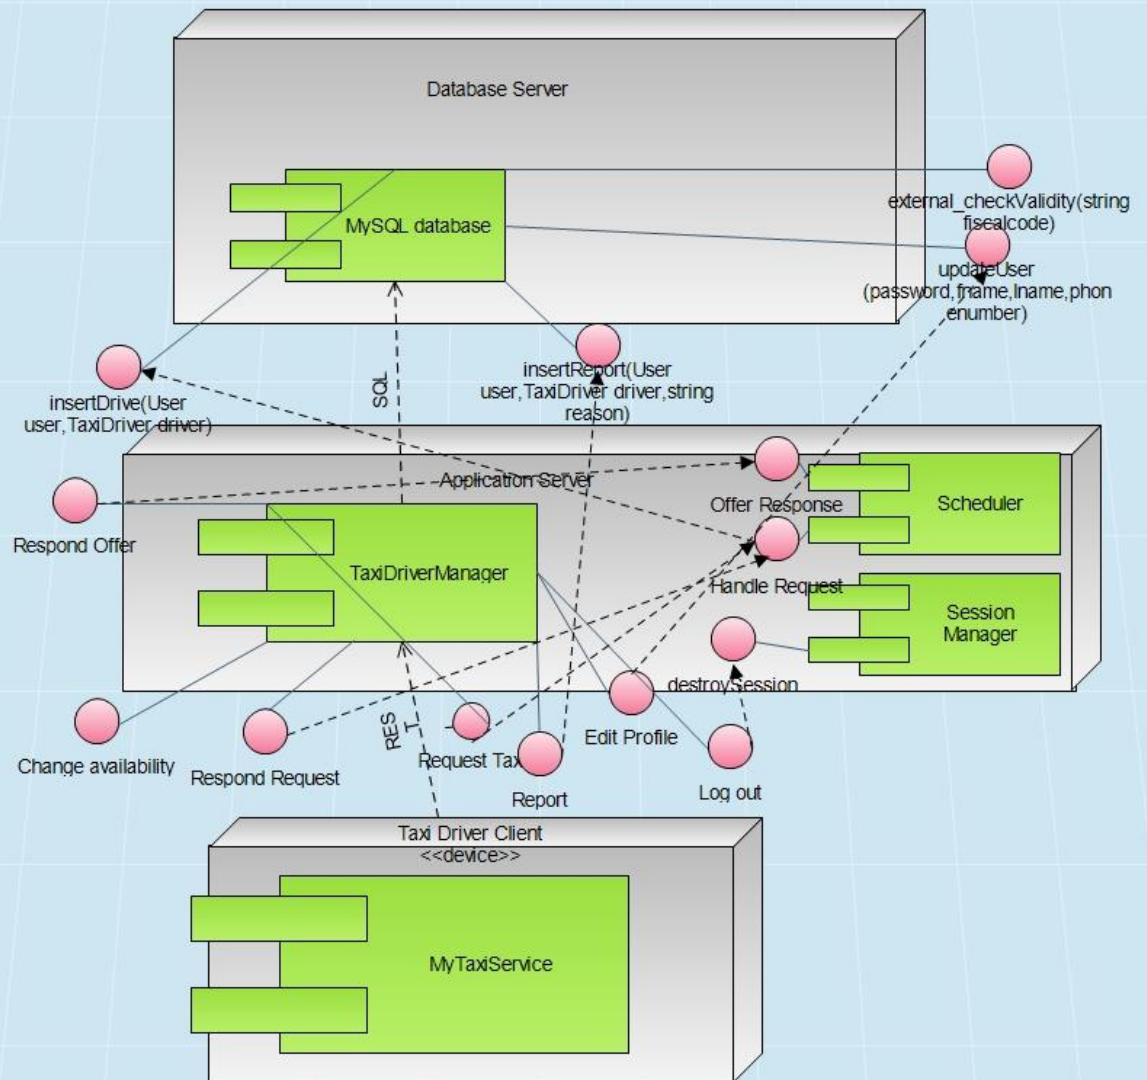 Database Server
external_checkValidity(string
fiscalcode)
MySQL database
updateUser
(password,fname,lname,phon
enumber)
insertReport(User
user,TaxiDriver driver,string
reason)
insertDrive(User
user,TaxiDriver driver)
SQL
Application Server
Offer Response
Scheduler
Respond Offer
TaxiDriverManager
Handle Request
Session
Manager
destroySession
RES
T
Change availability
Respond Request
Request Tax
Report
Edit Profile
Log out
Taxi Driver Client
<<device>>
MyTaxiService